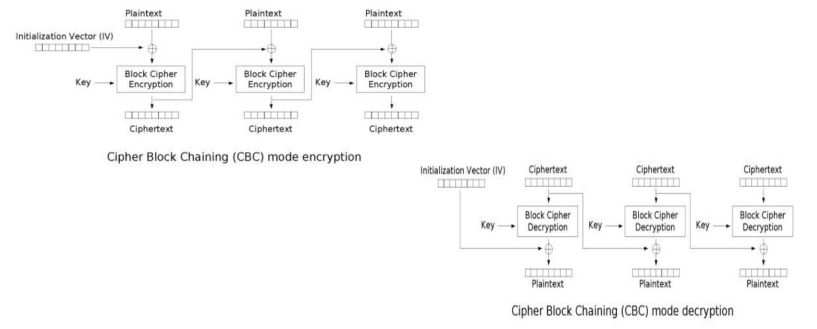 Plaintext Plaintext Plaintext
Initialization Vector (IV)
Key Block Cipher Encryption Key Block Cipher Encryption Key Block Cipher Encryption
Ciphertext Ciphertext Ciphertext
Cipher Block Chaining (CBC) mode encryption
Initialization Vector (IV) Ciphertext Ciphertext Ciphertext
Key Block Cipher Decryption Key Block Cipher Decryption Key Block Cipher Decryption
Plaintext Plaintext Plaintext
Cipher Block Chaining (CBC) mode decryption